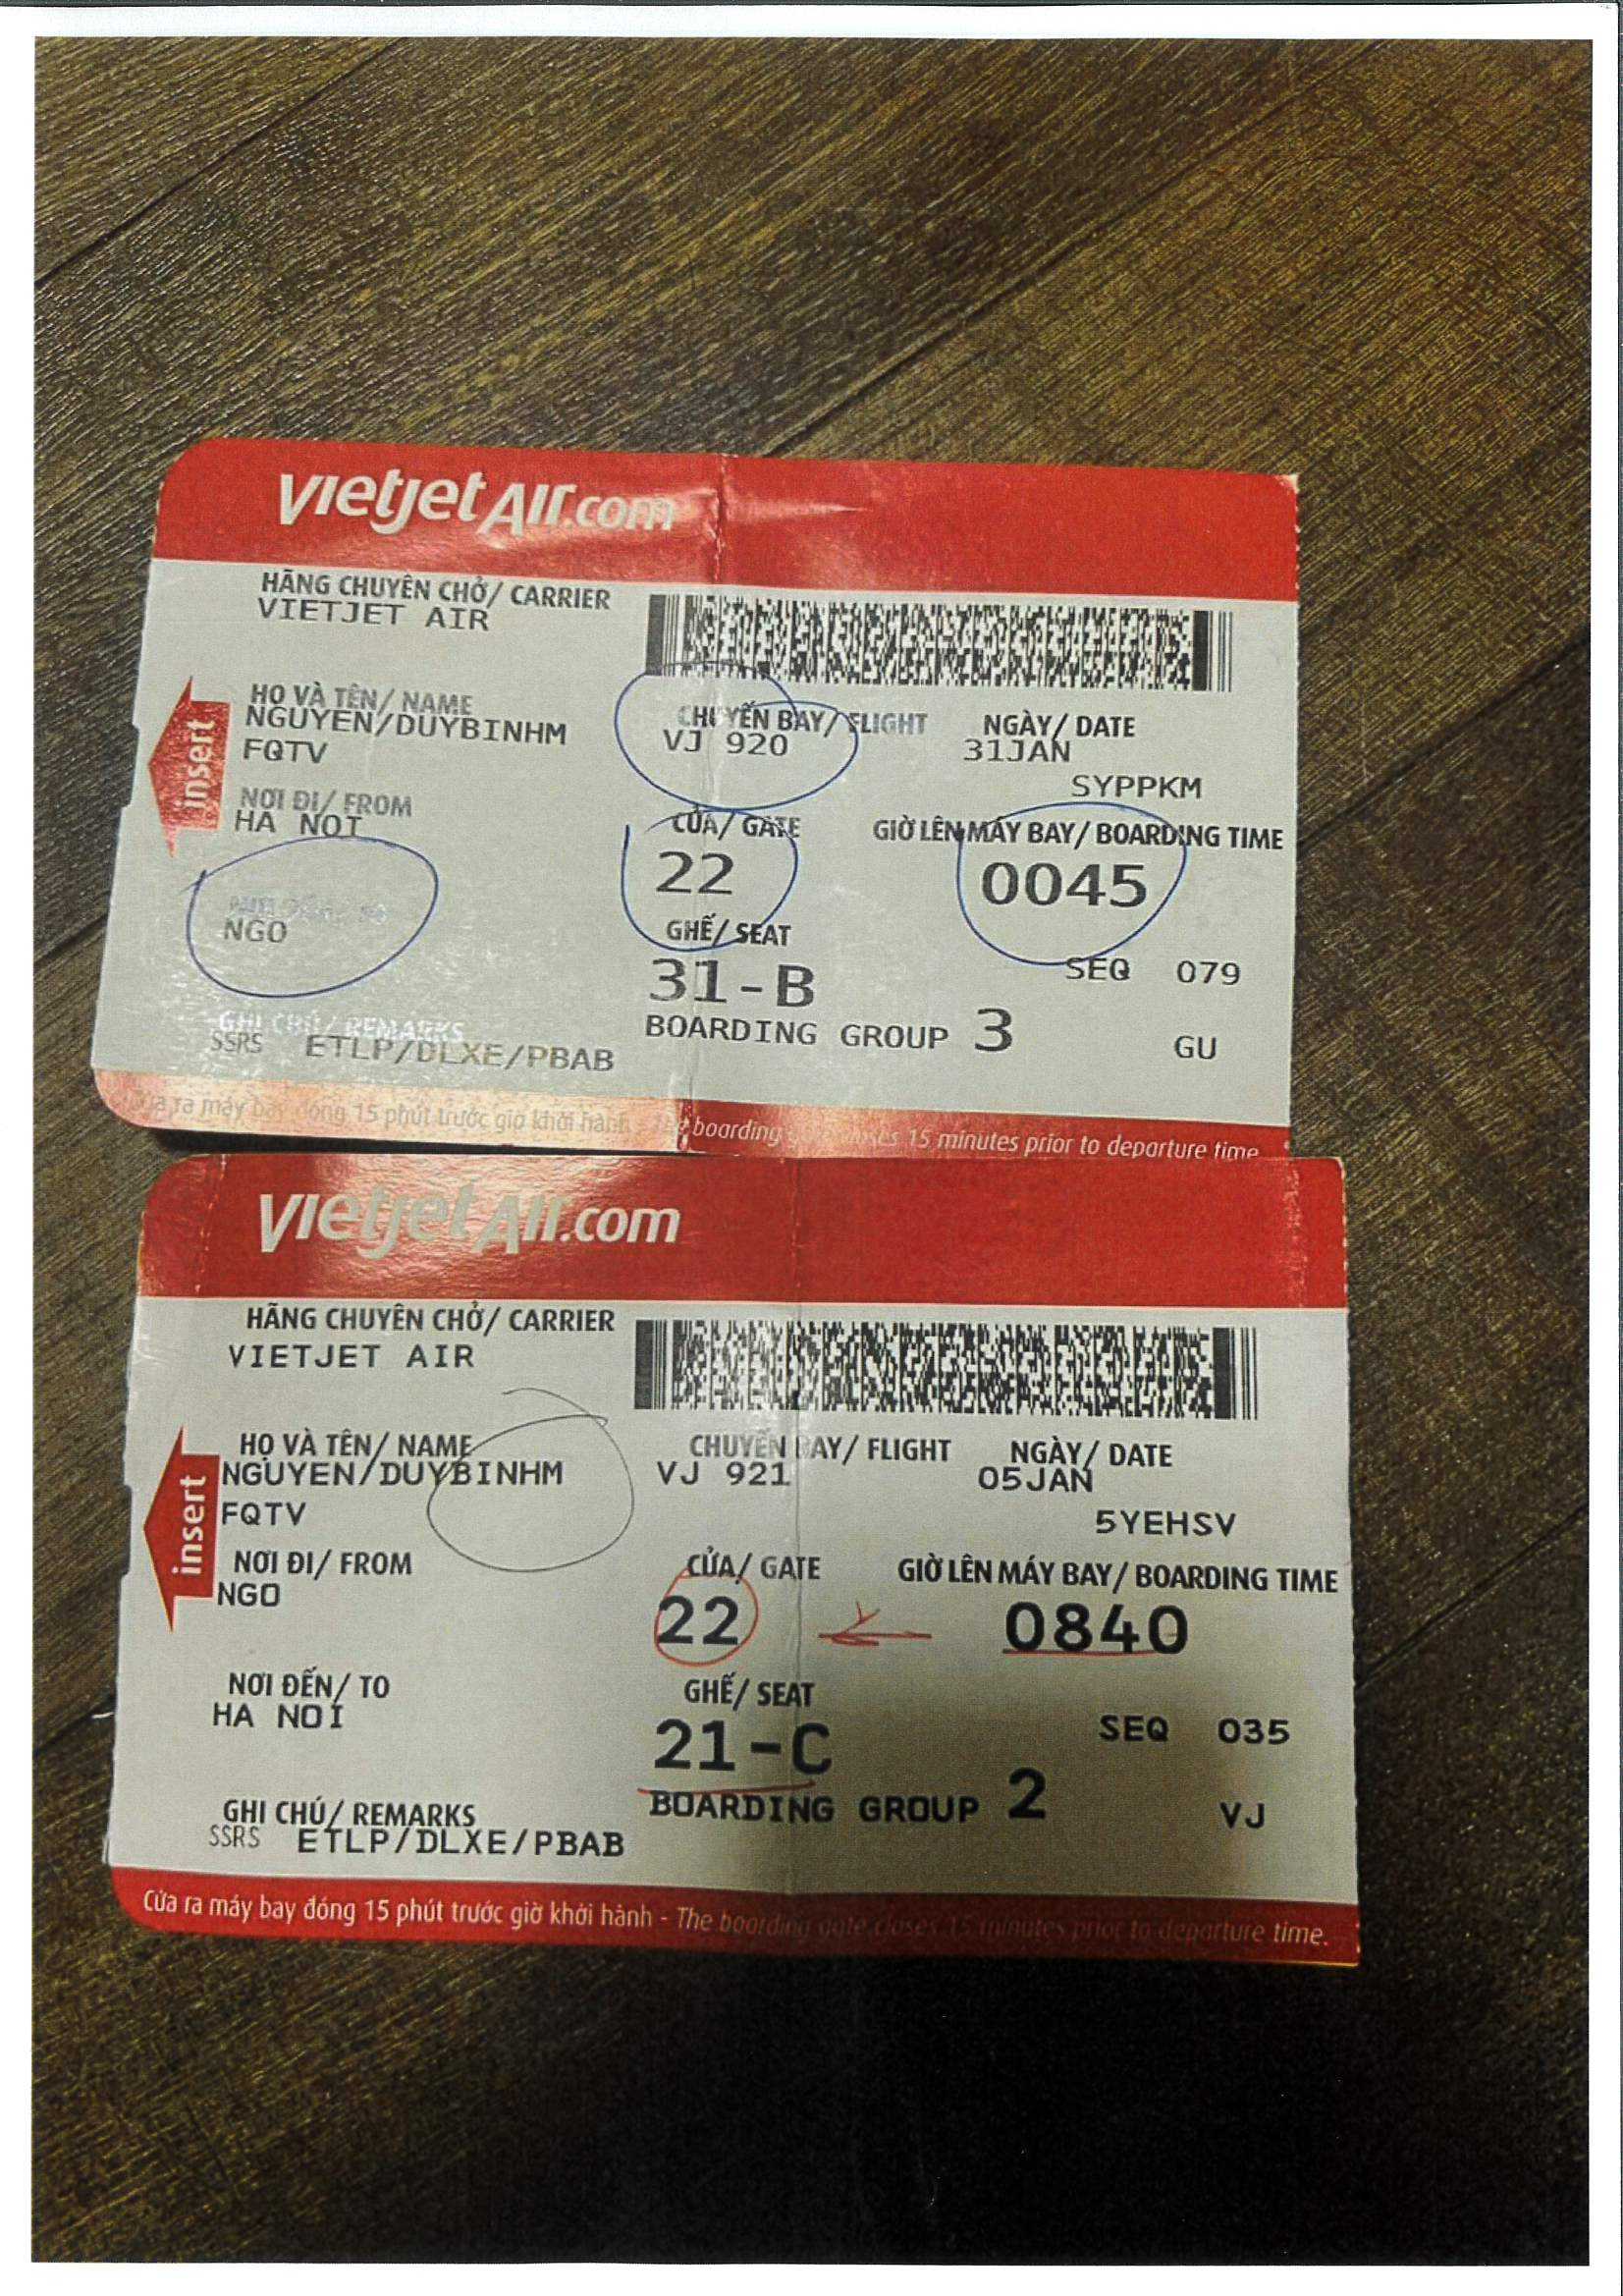 vietjetAir.com
HÃNG CHUYÊN CHỞ/ CARRIER
VIETJET AIR
HỌ VÀ TÊN/ NAME
NGUYEN/DUYBINHM
FQTV
CHUYẾN BAY/ FLIGHT
VJ 920
NGÀY/ DATE
31JAN
SYPPKM
NƠI ĐI/ FROM
HA NOI
CỬA/ GATE
22
GIỜ LÊN MÁY BAY/ BOARDING TIME
0045
NGO
GHẾ/ SEAT
31-B
SEQ 079
GHI CHÚ/ REMARKS
SSRS ETLP/DLXE/PBAB
BOARDING GROUP 3
GU
insert
ra máy bay đóng 15 phút trước giờ khởi hành - The boarding gate closes 15 minutes prior to departure time
vietjetAir.com
HÃNG CHUYÊN CHỞ/ CARRIER
VIETJET AIR
HỌ VÀ TÊN/ NAME
NGUYEN/DUYBINHM
FQTV
CHUYẾN BAY/ FLIGHT
VJ 921
NGÀY/ DATE
05JAN
5YEHSV
NƠI ĐI/ FROM
NGO
CỬA/ GATE
22
GIỜ LÊN MÁY BAY/ BOARDING TIME
0840
NƠI ĐẾN/ TO
HA NOI
GHẾ/ SEAT
21-C
SEQ 035
GHI CHÚ/ REMARKS
SSRS ETLP/DLXE/PBAB
BOARDING GROUP 2
VJ
insert
Cửa ra máy bay đóng 15 phút trước giờ khởi hành - The boarding gate closes 15 minutes prior to departure time.